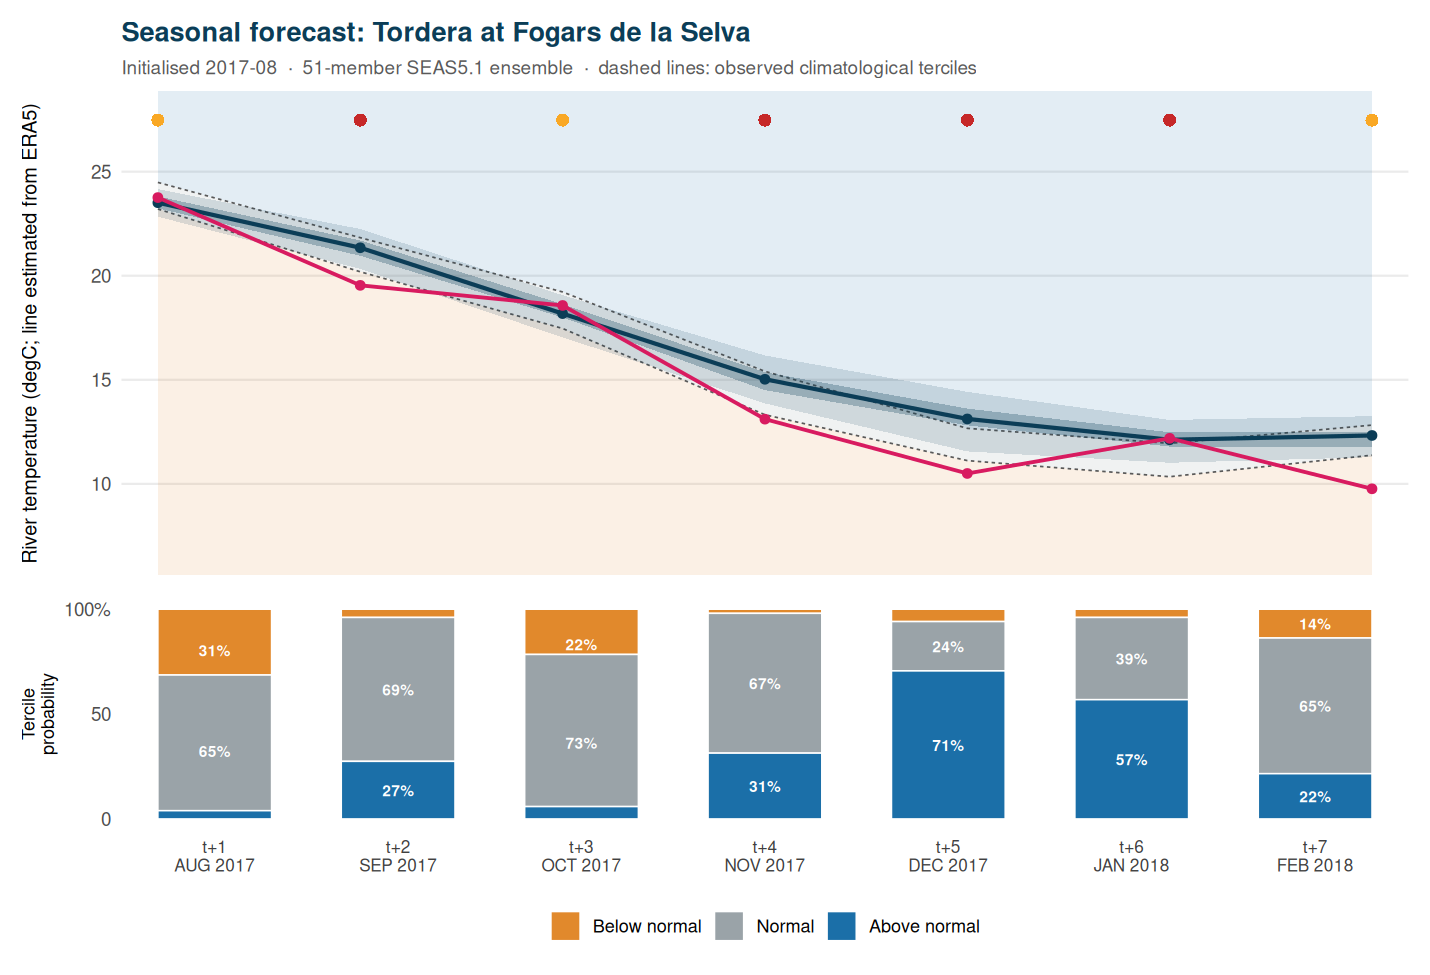 Seasonal forecast: Tordera at Fogars de la Selva
Initialised 2017-08 · 51-member SEAS5.1 ensemble · dashed lines: observed climatological terciles
River temperature (degC; line estimated from ERA5)
25
20
15
10
Tercile
probability
100%
50
0
31%
65%
69%
27%
22%
73%
67%
31%
24%
71%
39%
57%
14%
65%
22%
t+1
AUG 2017
t+2
SEP 2017
t+3
OCT 2017
t+4
NOV 2017
t+5
DEC 2017
t+6
JAN 2018
t+7
FEB 2018
Below normal
Normal
Above normal